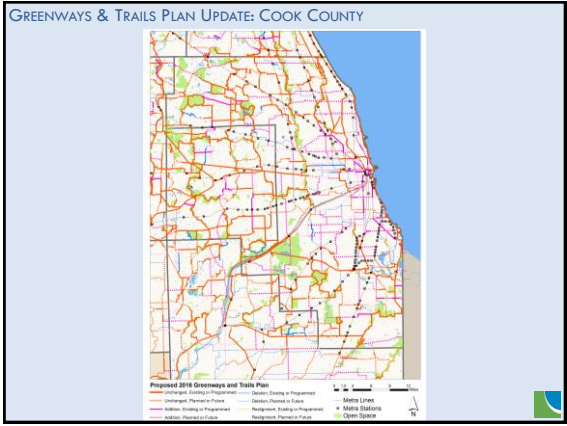 GREENWAYS & TRAILS PLAN UPDATE: COOK COUNTY
Proposed 2016 Greenways and Trails Plan
Unchanged, Existing or Programmed
Unchanged, Planned or Future
Addition, Existing or Programmed
Addition, Planned or Future
Deletion, Existing or Programmed
Deletion, Planned or Future
Realignment, Existing or Programmed
Realignment, Planned or Future
Metra Lines
Metra Stations
Open Space
N